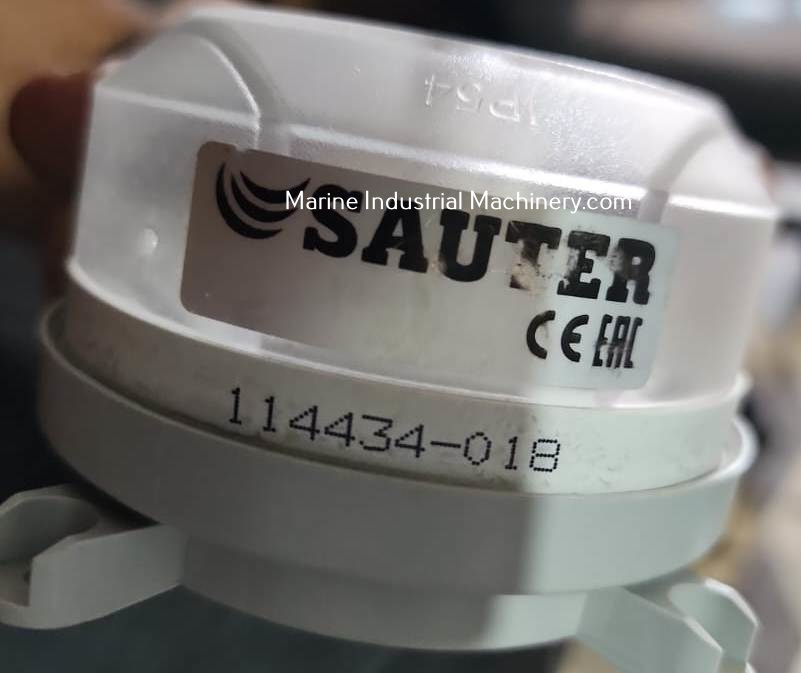 IP54
Marine Industrial Machinery.com
SAUTER
CE EAC
114434-018